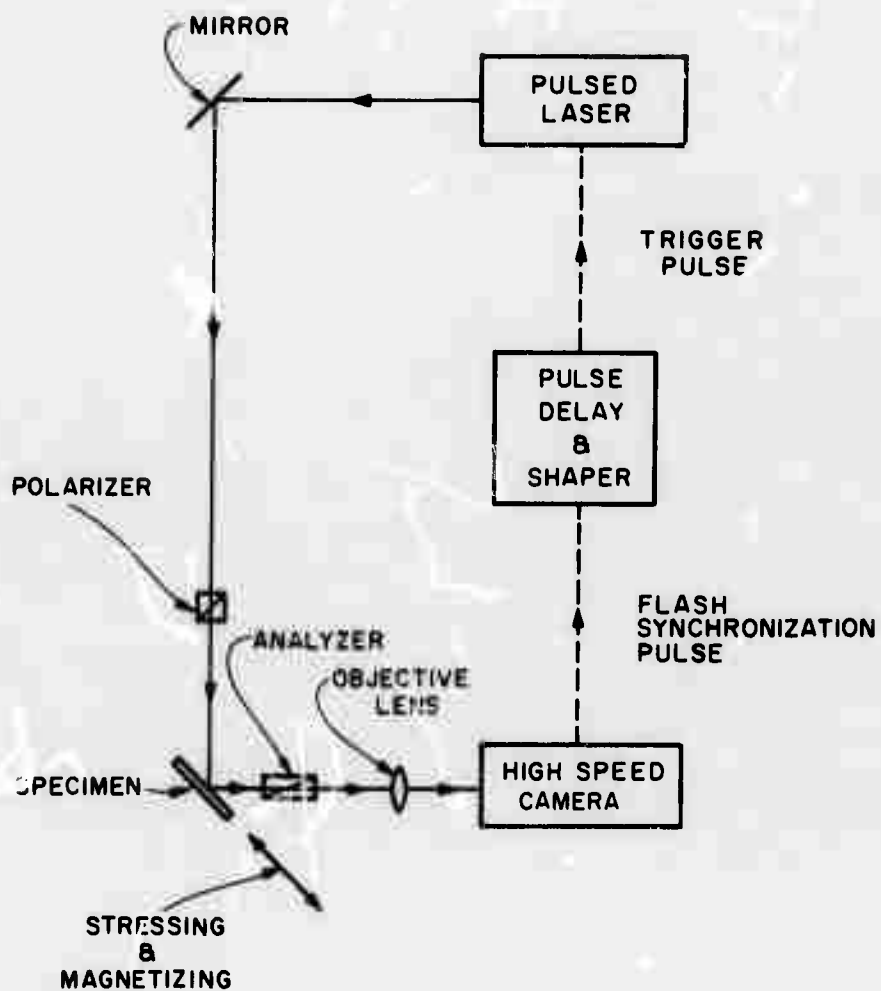 MIRROR
PULSED
LASER
TRIGGER
PULSE
PULSE
DELAY
&
SHAPER
POLARIZER
FLASH
SYNCHRONIZATION
PULSE
ANALYZER
OBJECTIVE
LENS
SPECIMEN
HIGH SPEED
CAMERA
STRESSING
&
MAGNETIZING